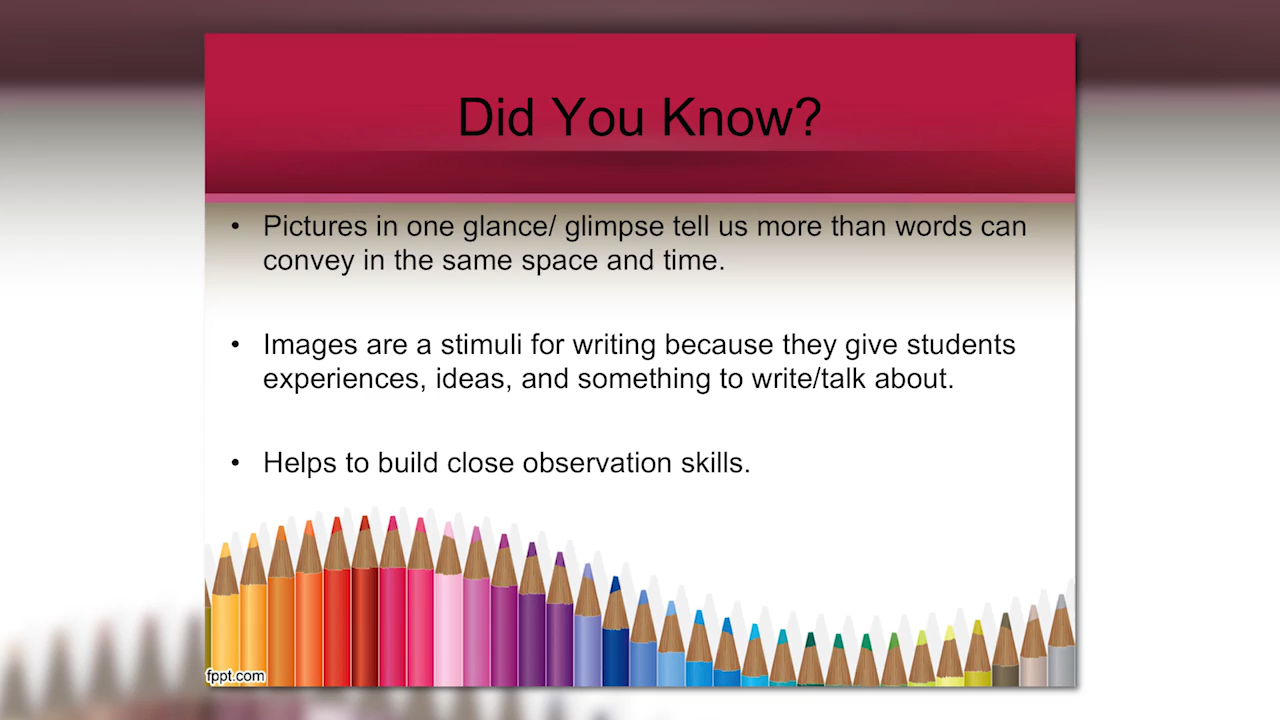 Did You Know?
• Pictures in one glance/ glimpse tell us more than words can
convey in the same space and time.
• Images are a stimuli for writing because they give students
experiences, ideas, and something to write/talk about.
• Helps to build close observation skills.
fppt.com